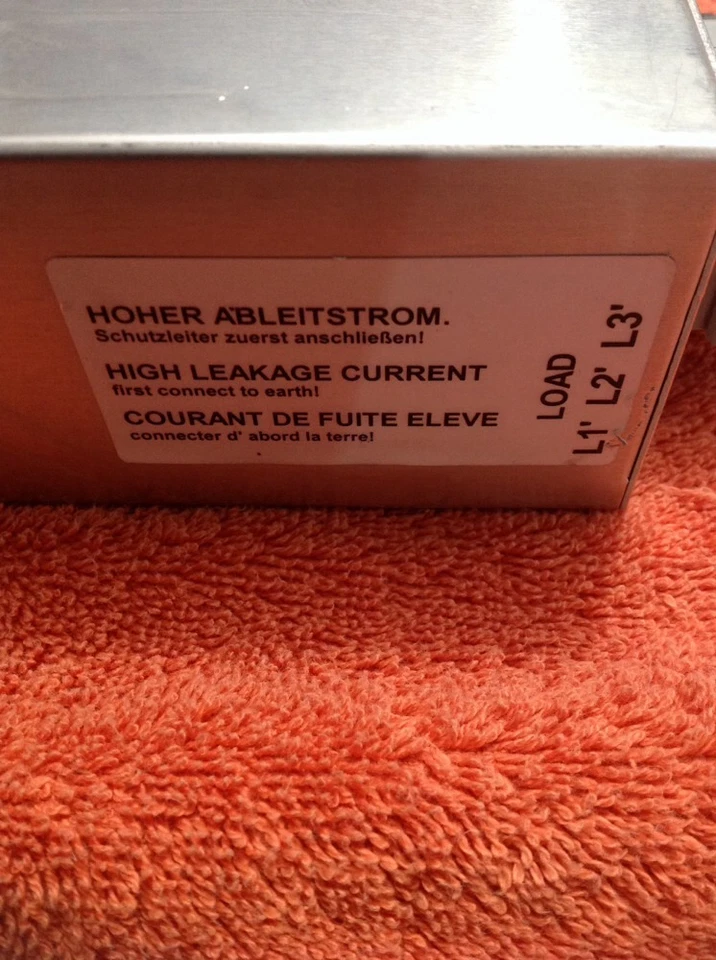 HOHER ABLEITSTROM.
Schutzleiter zuerst anschließen!
HIGH LEAKAGE CURRENT
first connect to earth!
COURANT DE FUITE ELEVE
connecter d' abord la terre!
LOAD
L1' L2' L3'